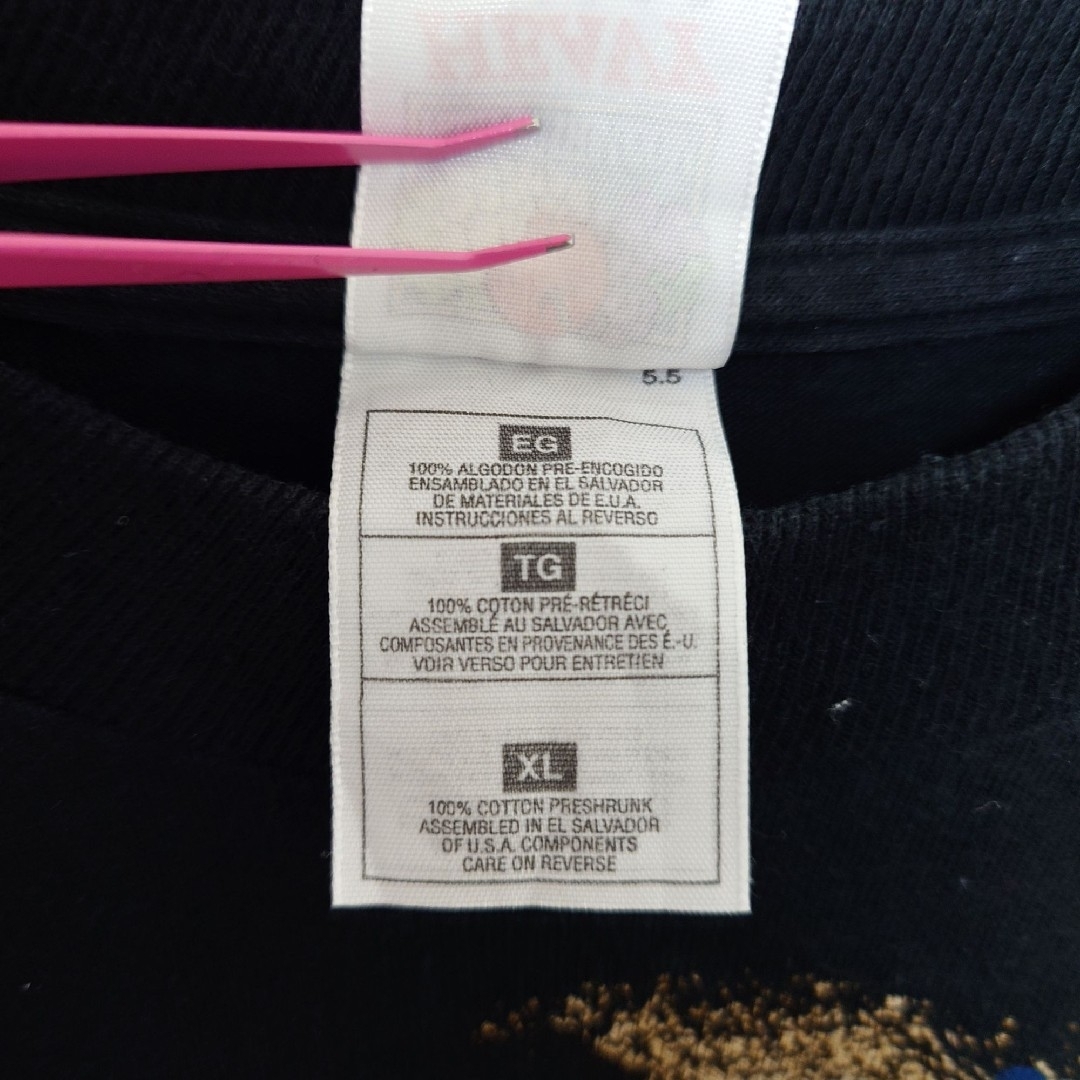 5.5
EG
100% ALGODON PRE-ENCOGIDO
ENSAMBLADO EN EL SALVADOR
DE MATERIALES DE E.U.A.
INSTRUCCIONES AL REVERSO
TG
100% COTON PRÉ-RÉTRÉCI
ASSEMBLÉ AU SALVADOR AVEC
COMPOSANTES EN PROVENANCE DES É.-U.
VOIR VERSO POUR ENTRETIEN
XL
100% COTTON PRESHRUNK
ASSEMBLED IN EL SALVADOR
OF U.S.A. COMPONENTS
CARE ON REVERSE